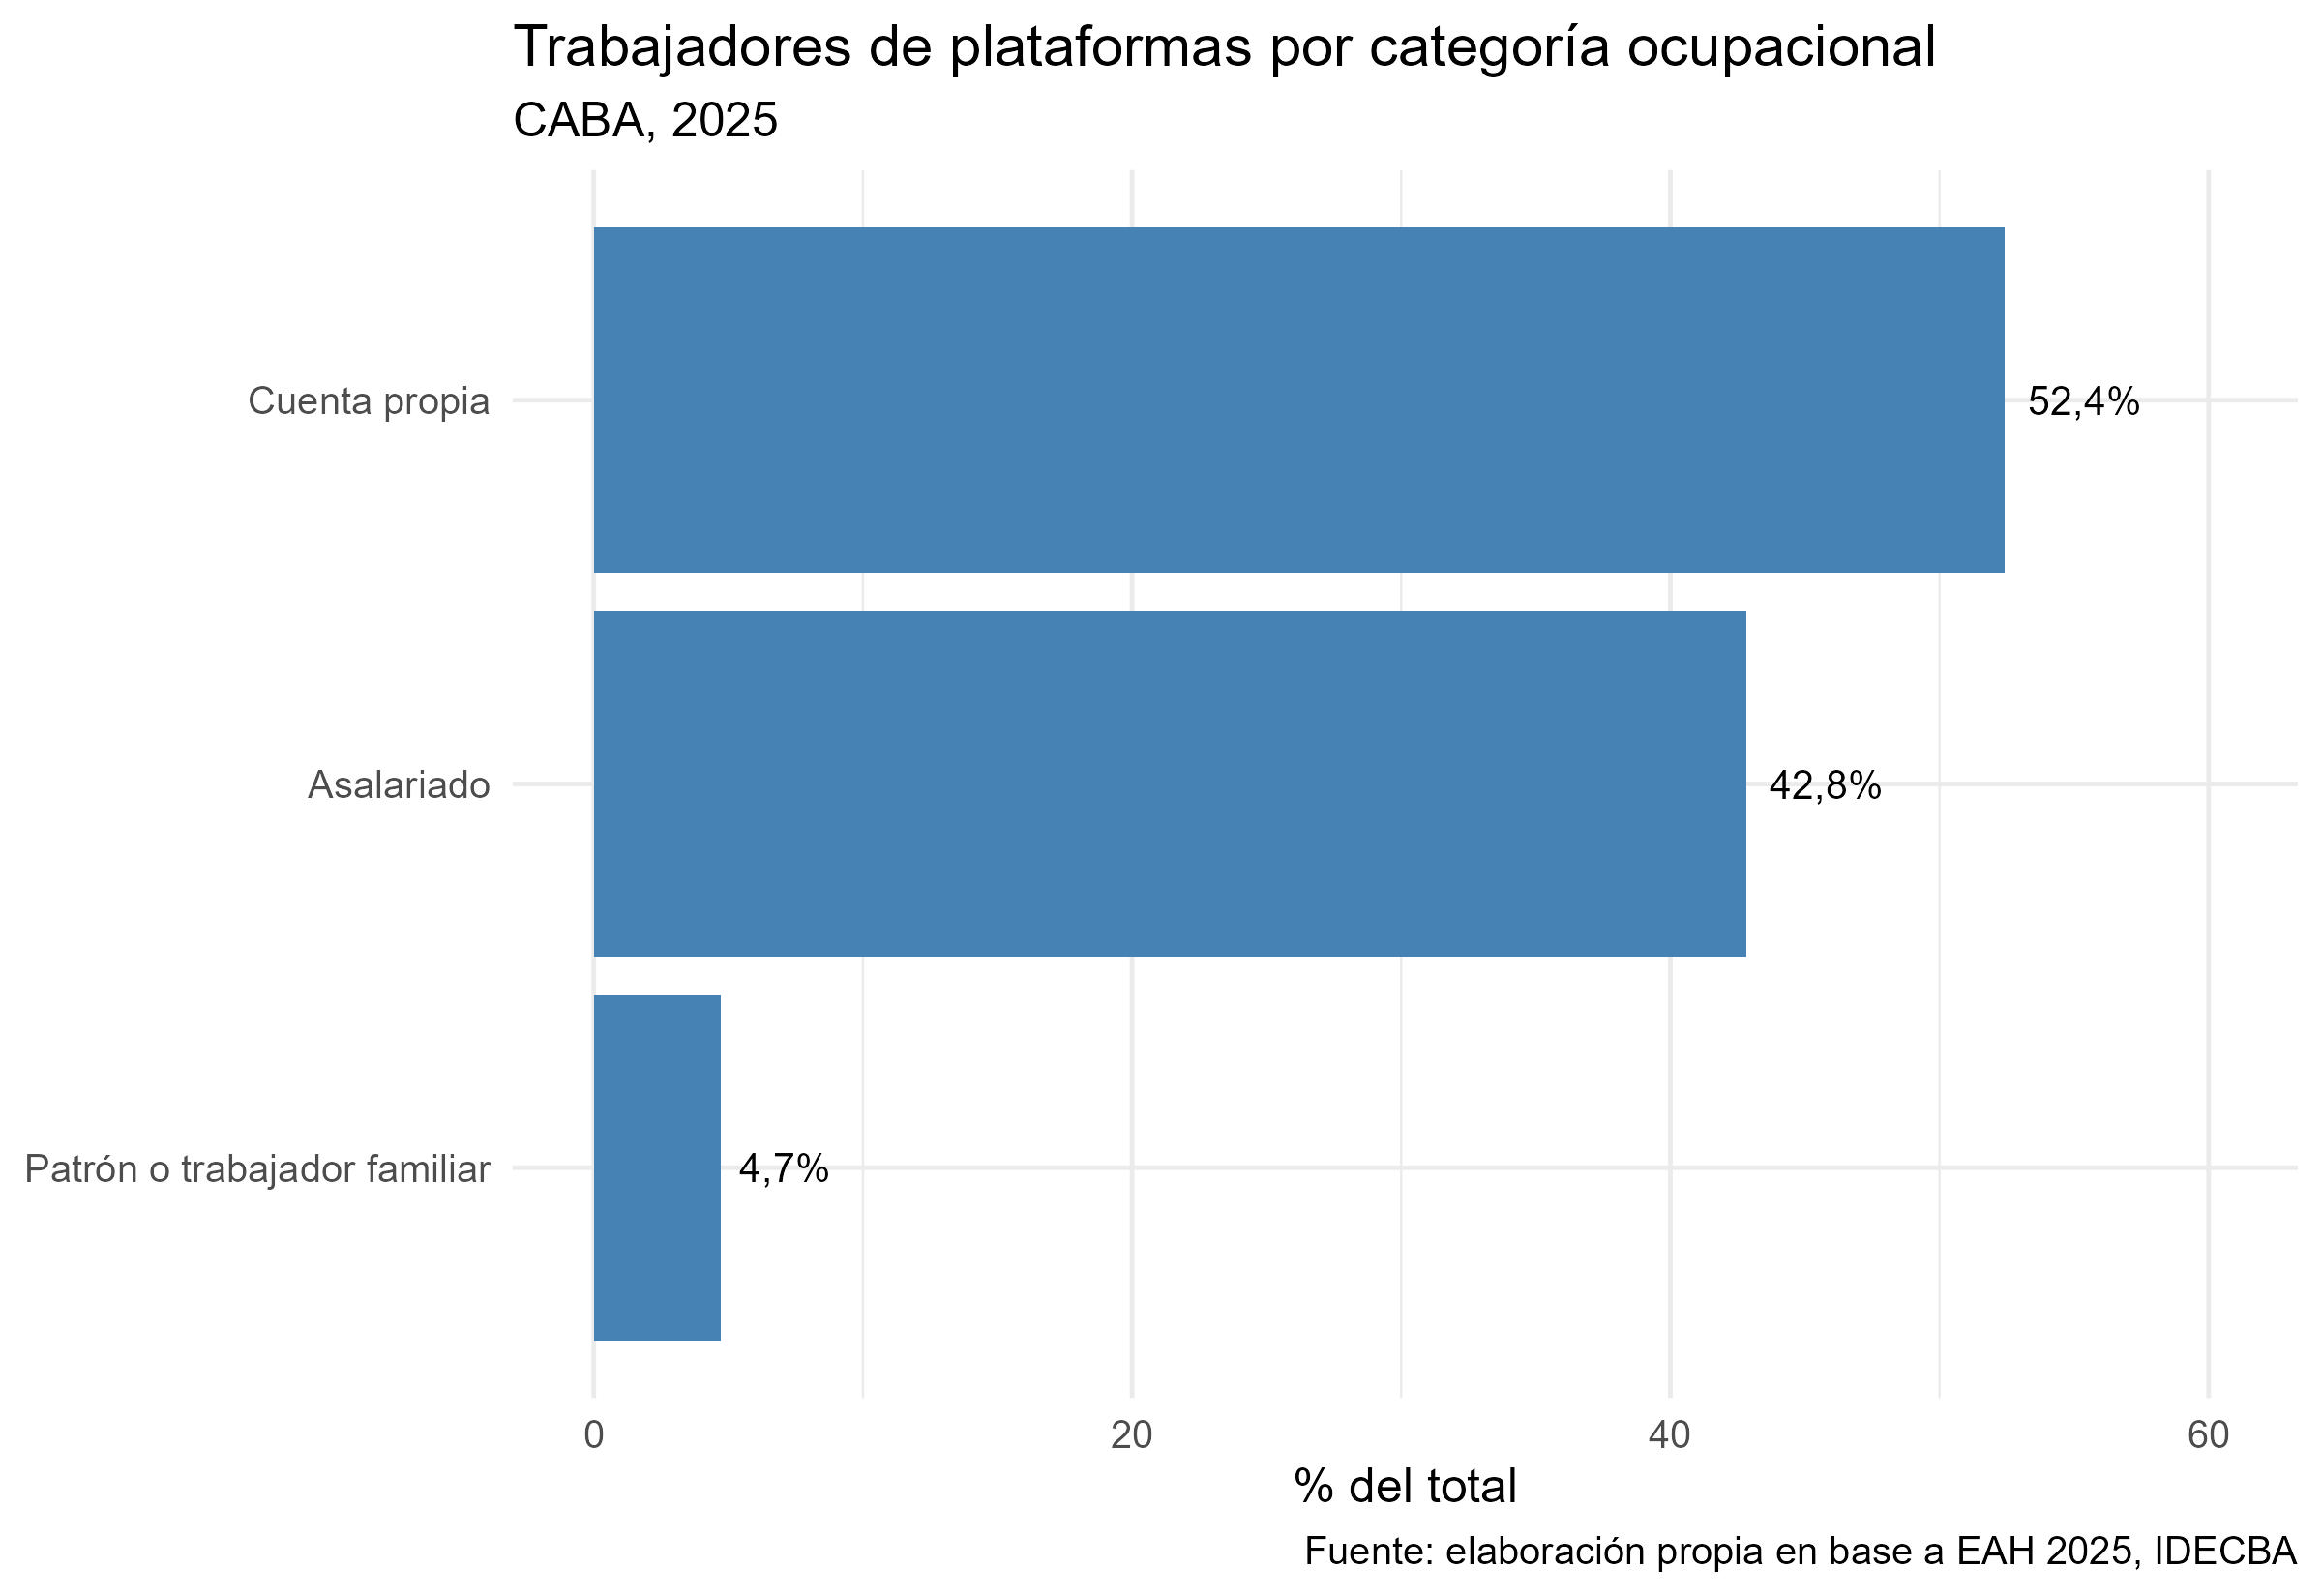 Trabajadores de plataformas por categoría ocupacional
CABA, 2025
Cuenta propia
52,4%
Asalariado
42,8%
Patrón o trabajador familiar
4,7%
0 20 40 60
% del total
Fuente: elaboración propia en base a EAH 2025, IDECBA